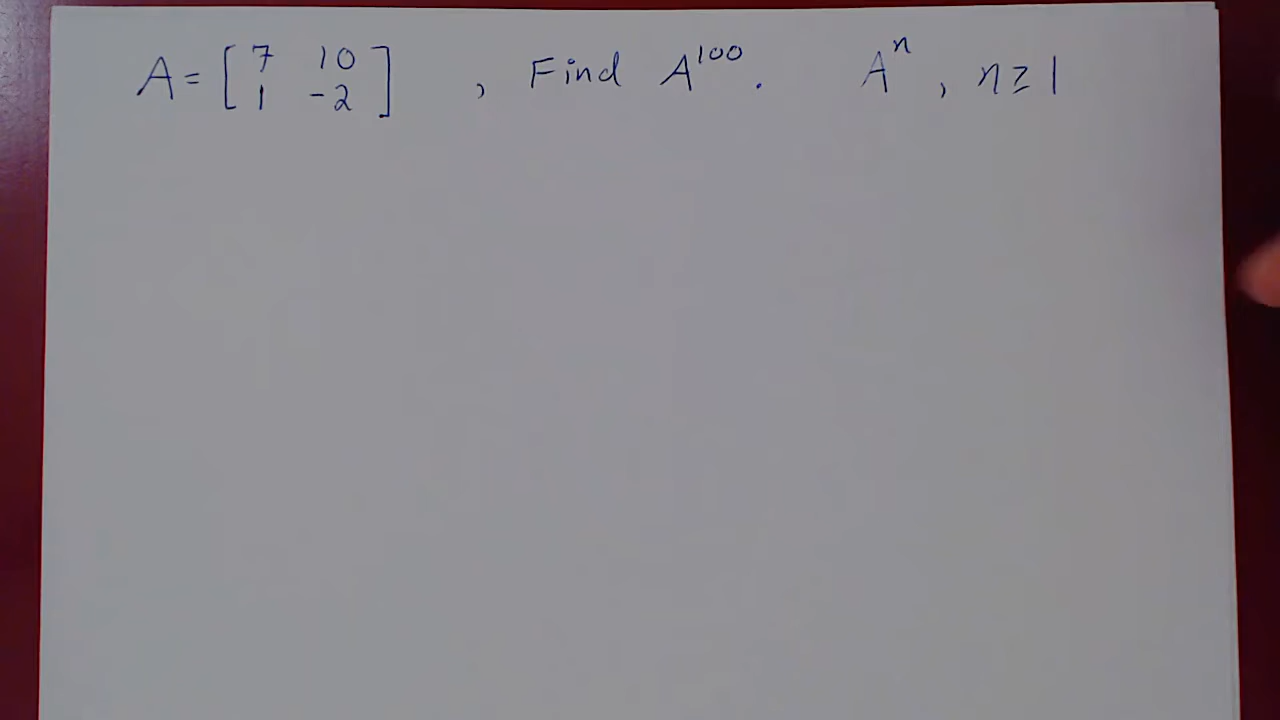 A = [ 7 10 ; 1 -2 ] , Find A^100 . A^n , n ≥ 1